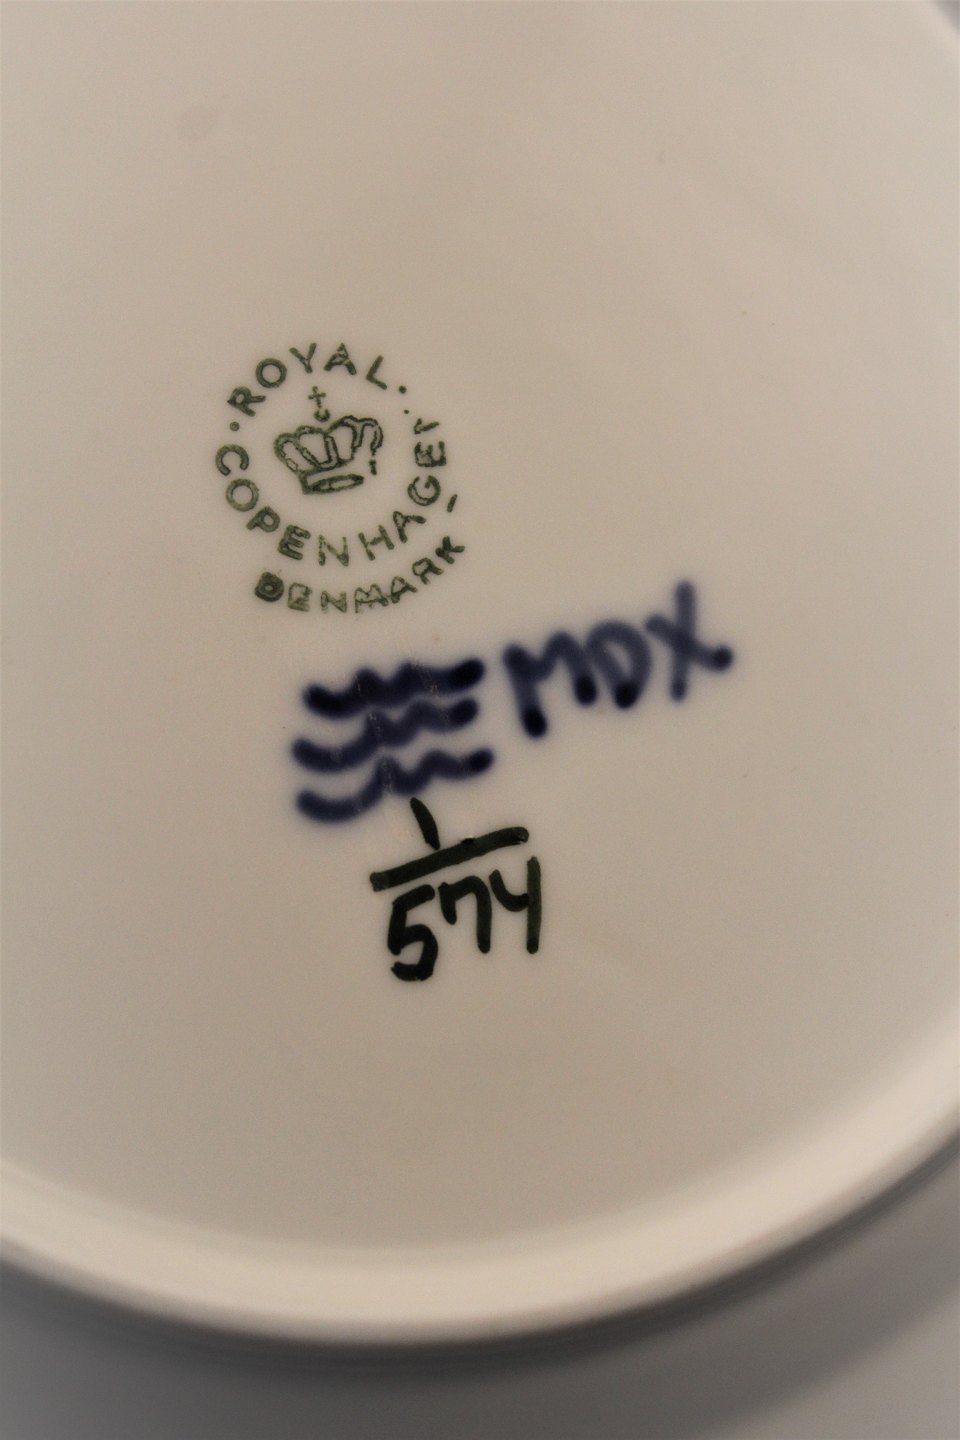 · ROYAL ·
COPENHAGEN
DENMARK
MDX
1
574